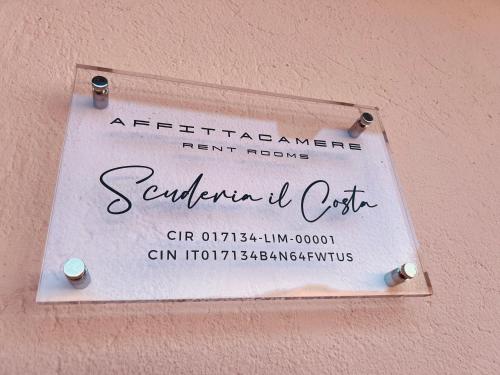 AFFITTACAMERE
RENT ROOMS
Scuderia il Costa
CIR 017134-LIM-00001
CIN IT017134B4N64FWTUS